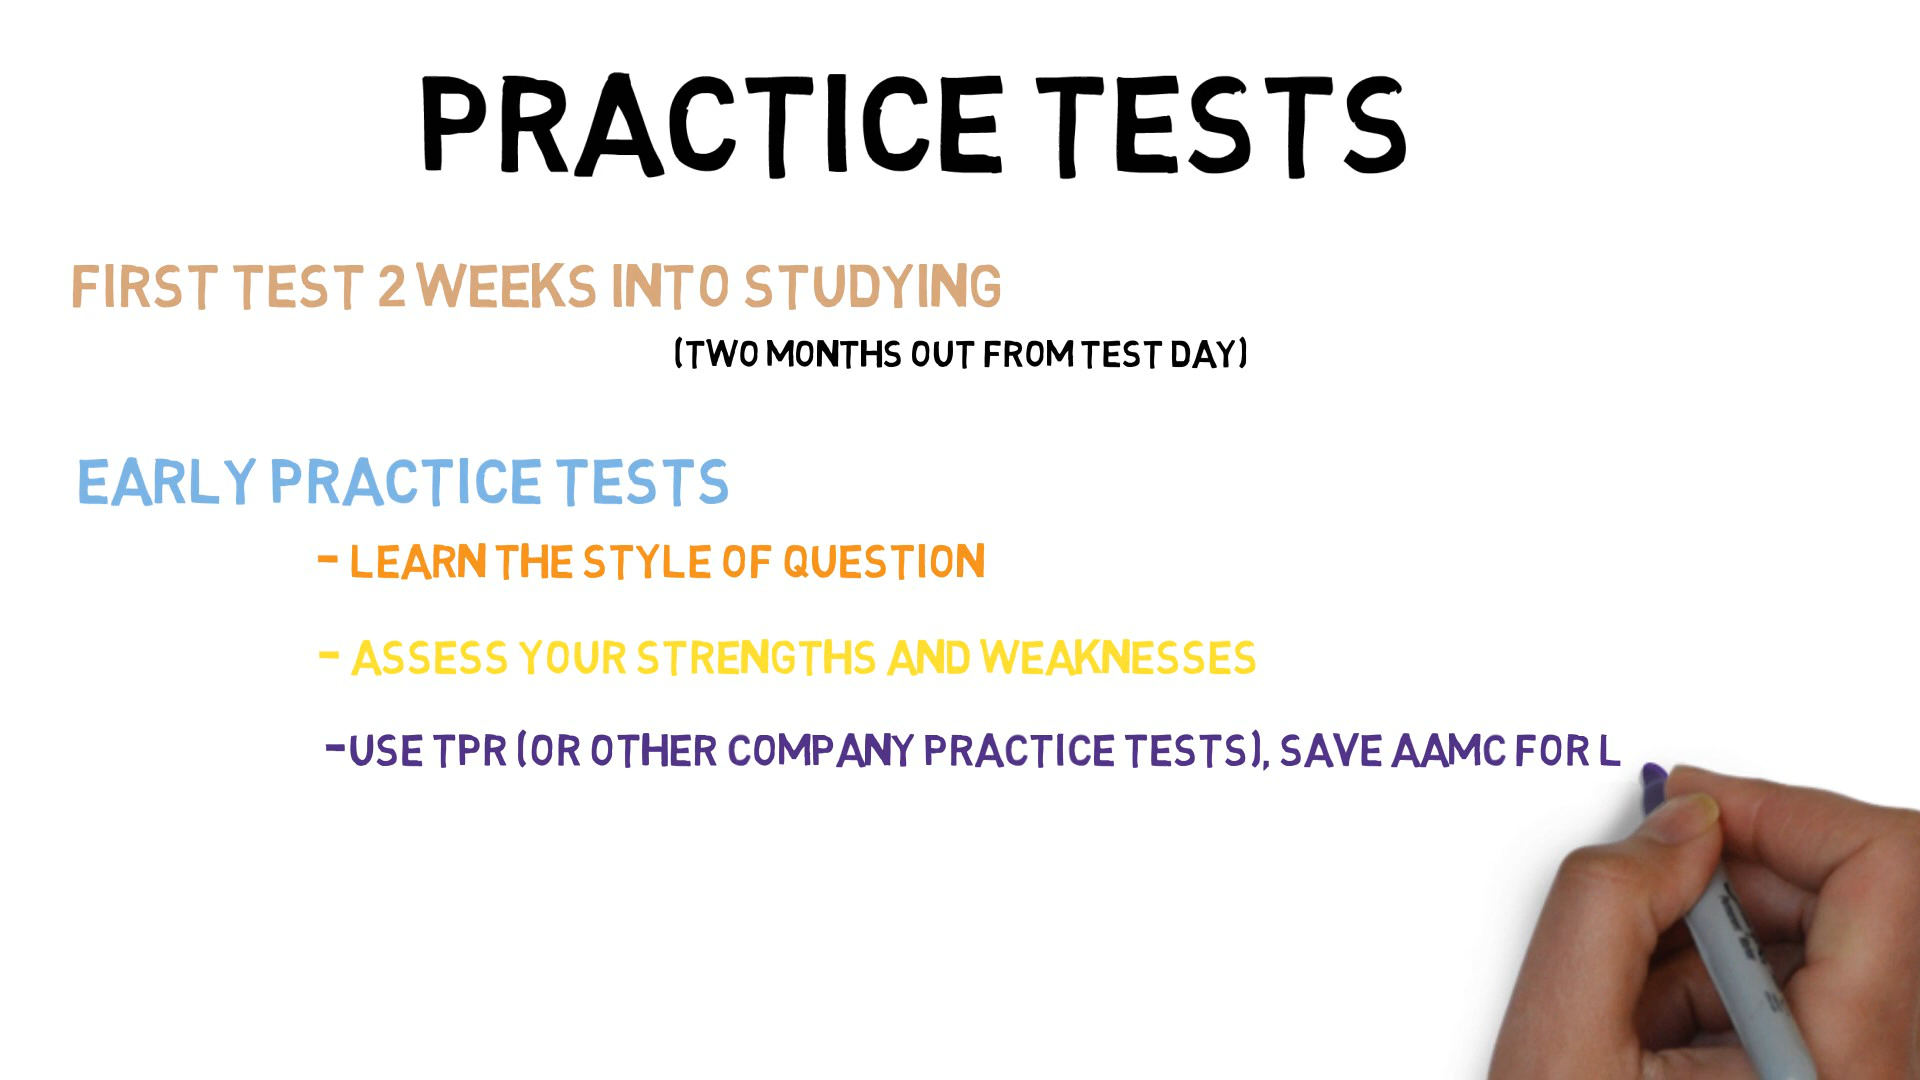 PRACTICE TESTS
FIRST TEST 2 WEEKS INTO STUDYING
(TWO MONTHS OUT FROM TEST DAY)
EARLY PRACTICE TESTS
- LEARN THE STYLE OF QUESTION
- ASSESS YOUR STRENGTHS AND WEAKNESSES
-USE TPR (OR OTHER COMPANY PRACTICE TESTS), SAVE AAMC FOR L